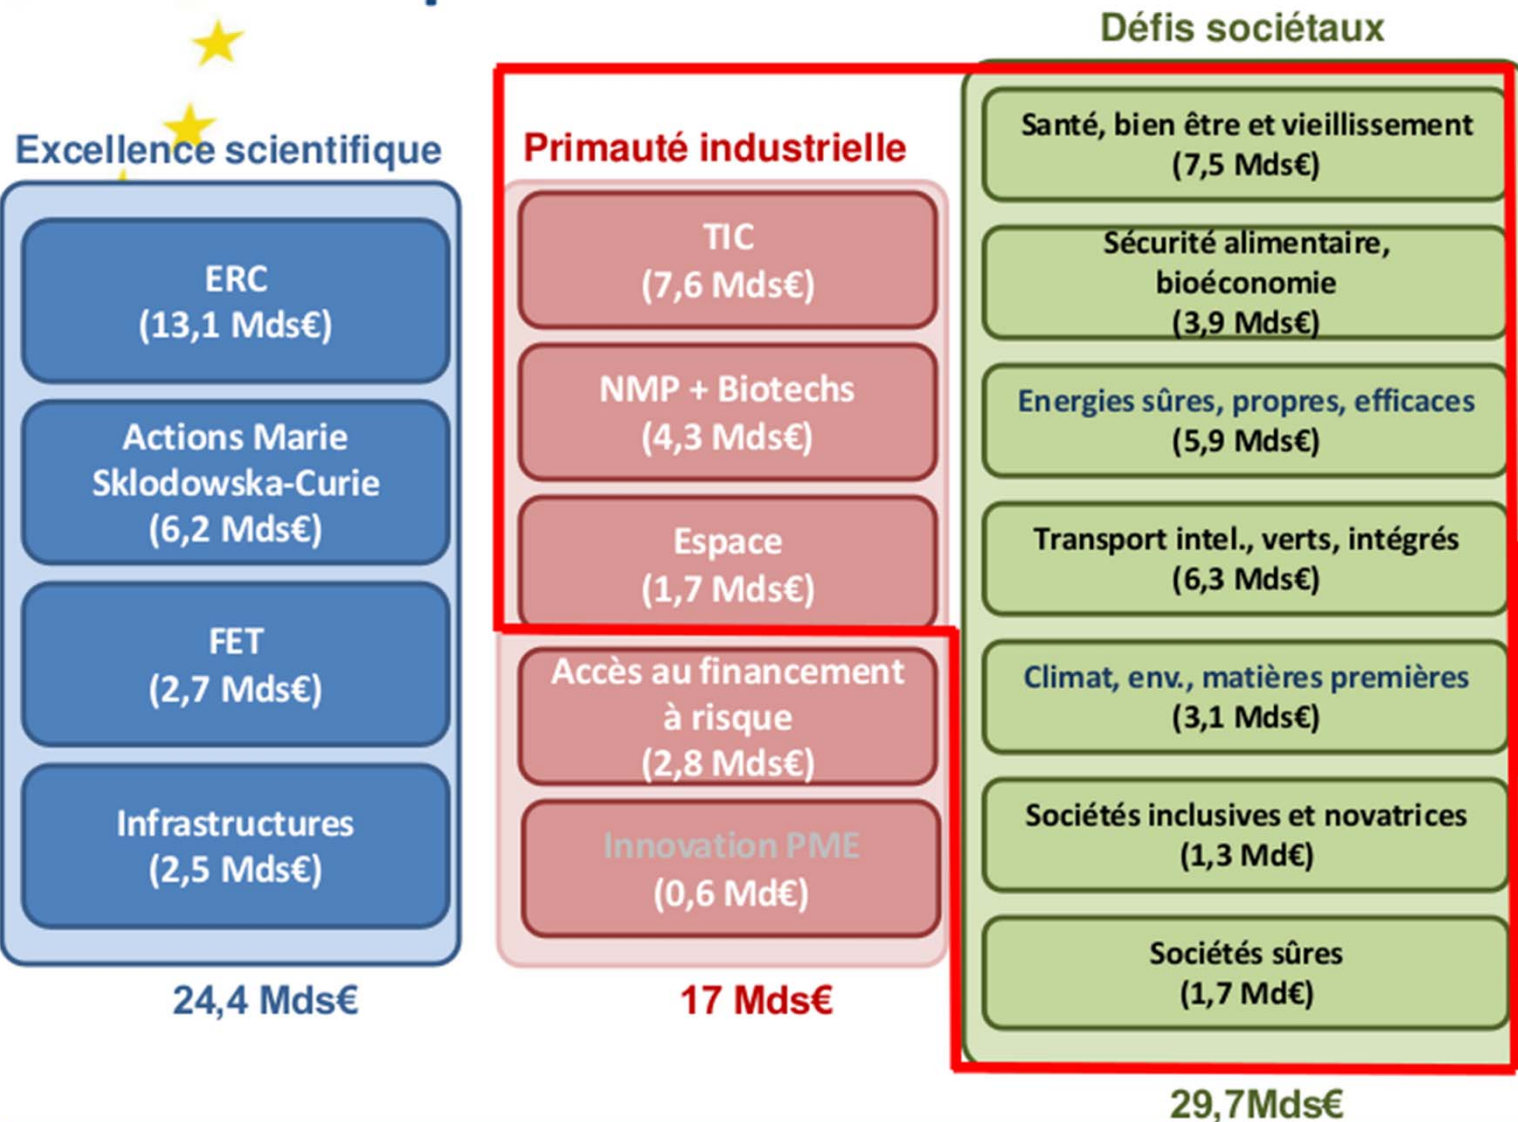 Excellence scientifique
ERC
(13,1 Mds€)
Actions Marie
Sklodowska-Curie
(6,2 Mds€)
FET
(2,7 Mds€)
Infrastructures
(2,5 Mds€)
24,4 Mds€
Primauté industrielle
TIC
(7,6 Mds€)
NMP + Biotechs
(4,3 Mds€)
Espace
(1,7 Mds€)
Accès au financement
à risque
(2,8 Mds€)
Innovation PME
(0,6 Md€)
17 Mds€
Défis sociétaux
Santé, bien être et vieillissement
(7,5 Mds€)
Sécurité alimentaire,
bioéconomie
(3,9 Mds€)
Energies sûres, propres, efficaces
(5,9 Mds€)
Transport intel., verts, intégrés
(6,3 Mds€)
Climat, env., matières premières
(3,1 Mds€)
Sociétés inclusives et novatrices
(1,3 Md€)
Sociétés sûres
(1,7 Md€)
29,7Mds€